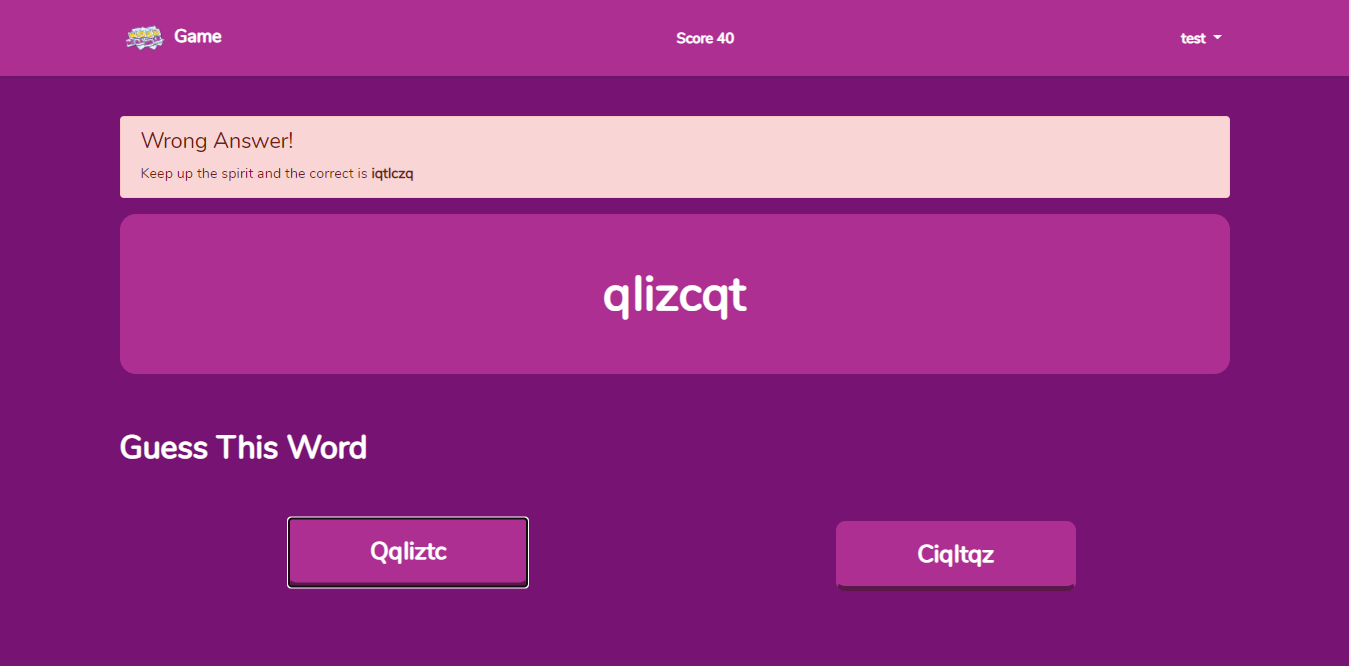 Game
Score 40
test
Wrong Answer!
Keep up the spirit and the correct is iqtlczq
qlizcqt
Guess This Word
Qqliztc
Ciqltqz